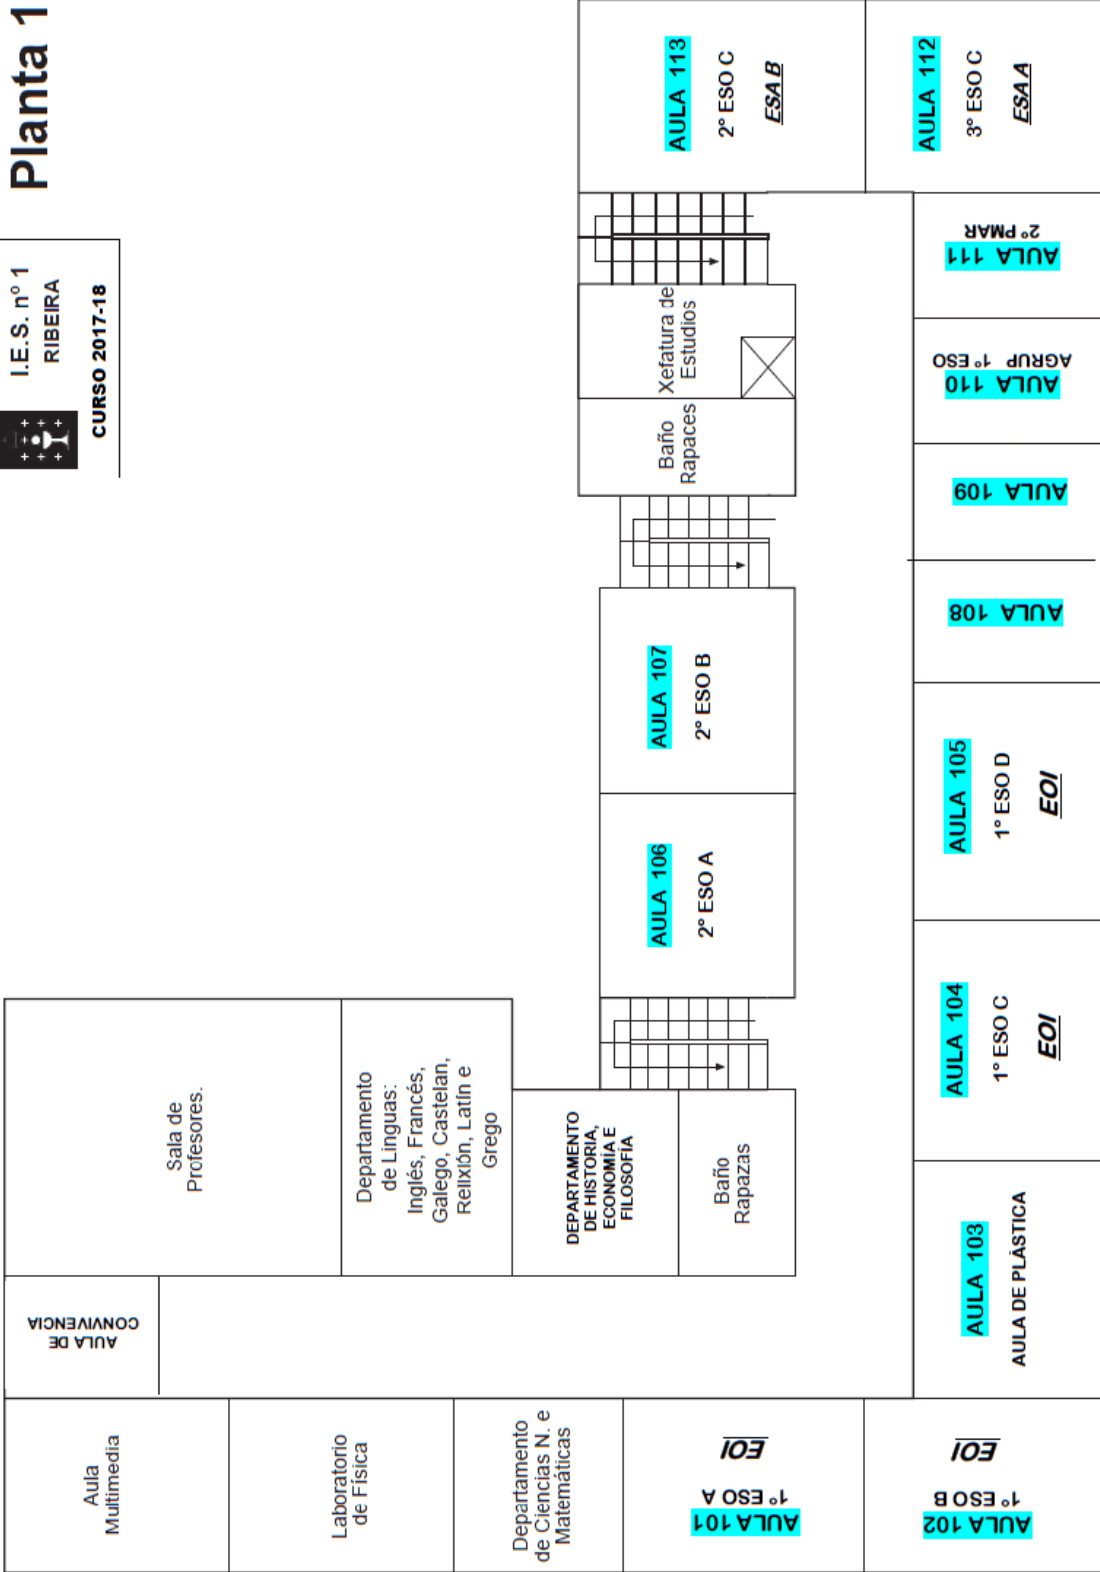 Planta 1
I.E.S. nº 1
RIBEIRA
CURSO 2017-18
Aula
Multimedia
Laboratorio
de Física
Departamento
de Ciencias N. e
Matemáticas
AULA 101
1º ESO A
EOI
AULA 102
1º ESO B
EOI
AULA DE
CONVIVENCIA
Sala de
Profesores.
Departamento
de Linguas:
Inglés, Francés,
Galego, Castelan,
Relixión, Latín e
Grego
DEPARTAMENTO
DE HISTORIA,
ECONOMÍA E
FILOSOFÍA
Baño
Rapazas
AULA 103
AULA DE PLÁSTICA
AULA 104
1º ESO C
EOI
AULA 105
1º ESO D
EOI
AULA 106
2º ESO A
AULA 107
2º ESO B
AULA 108
AULA 109
Baño
Rapaces
Xefatura de
Estudios
AULA 110
AGRUP 1º ESO
AULA 111
2º PMAR
AULA 113
2º ESO C
ESA B
AULA 112
3º ESO C
ESA A